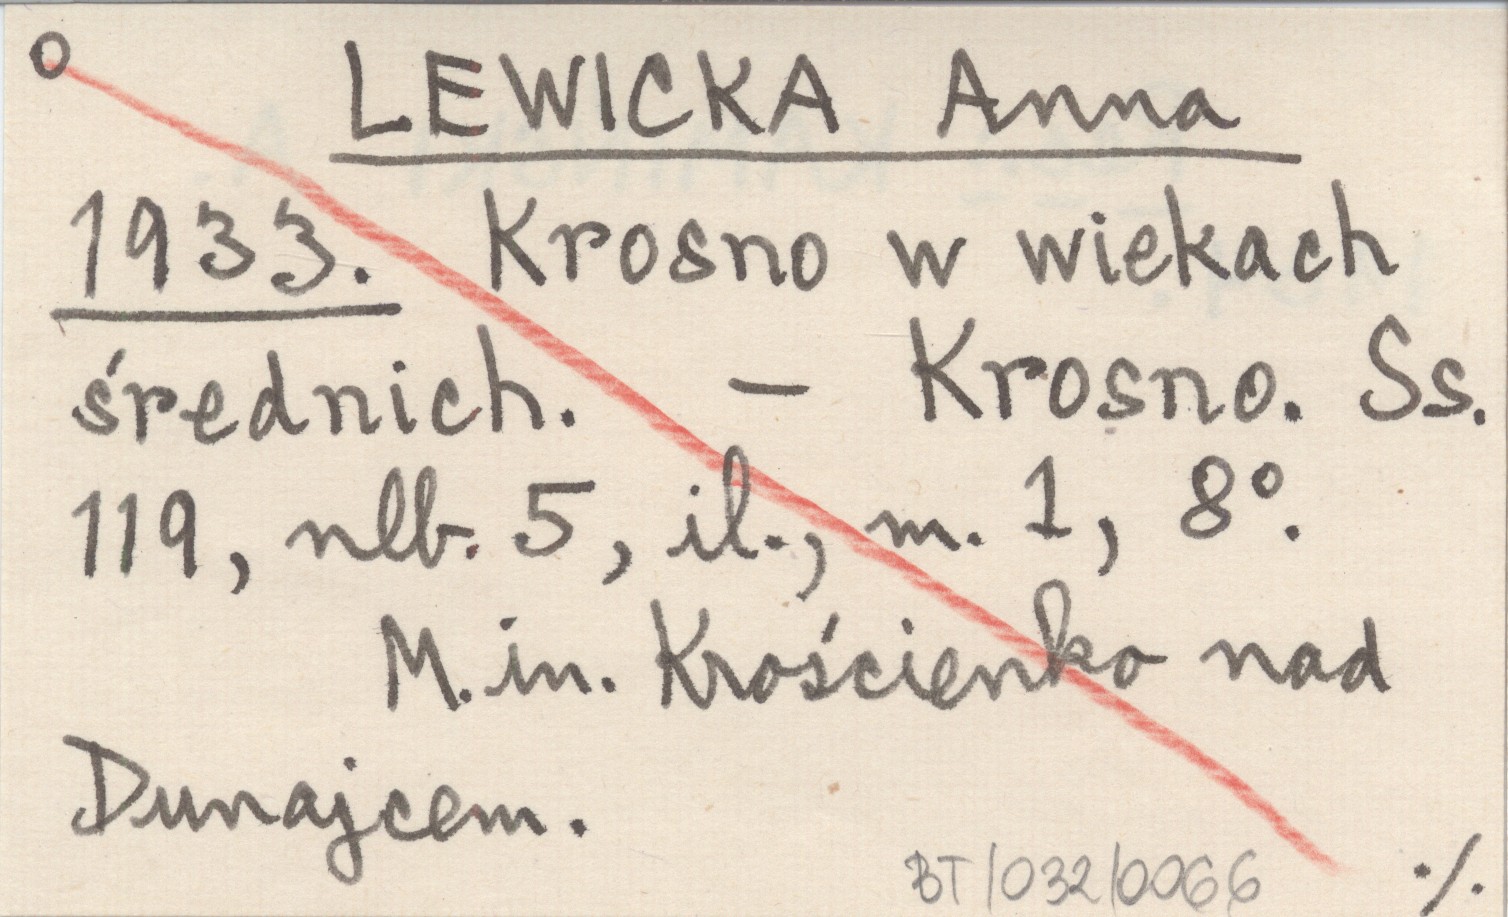 o LEWICKA Anna
1933. Krosno w wiekach
średnich. – Krosno. Ss.
119, nlb. 5, il., m. 1, 8°.
M. in. Krościenko nad
Dunajcem.
BT/032/0066 ./.